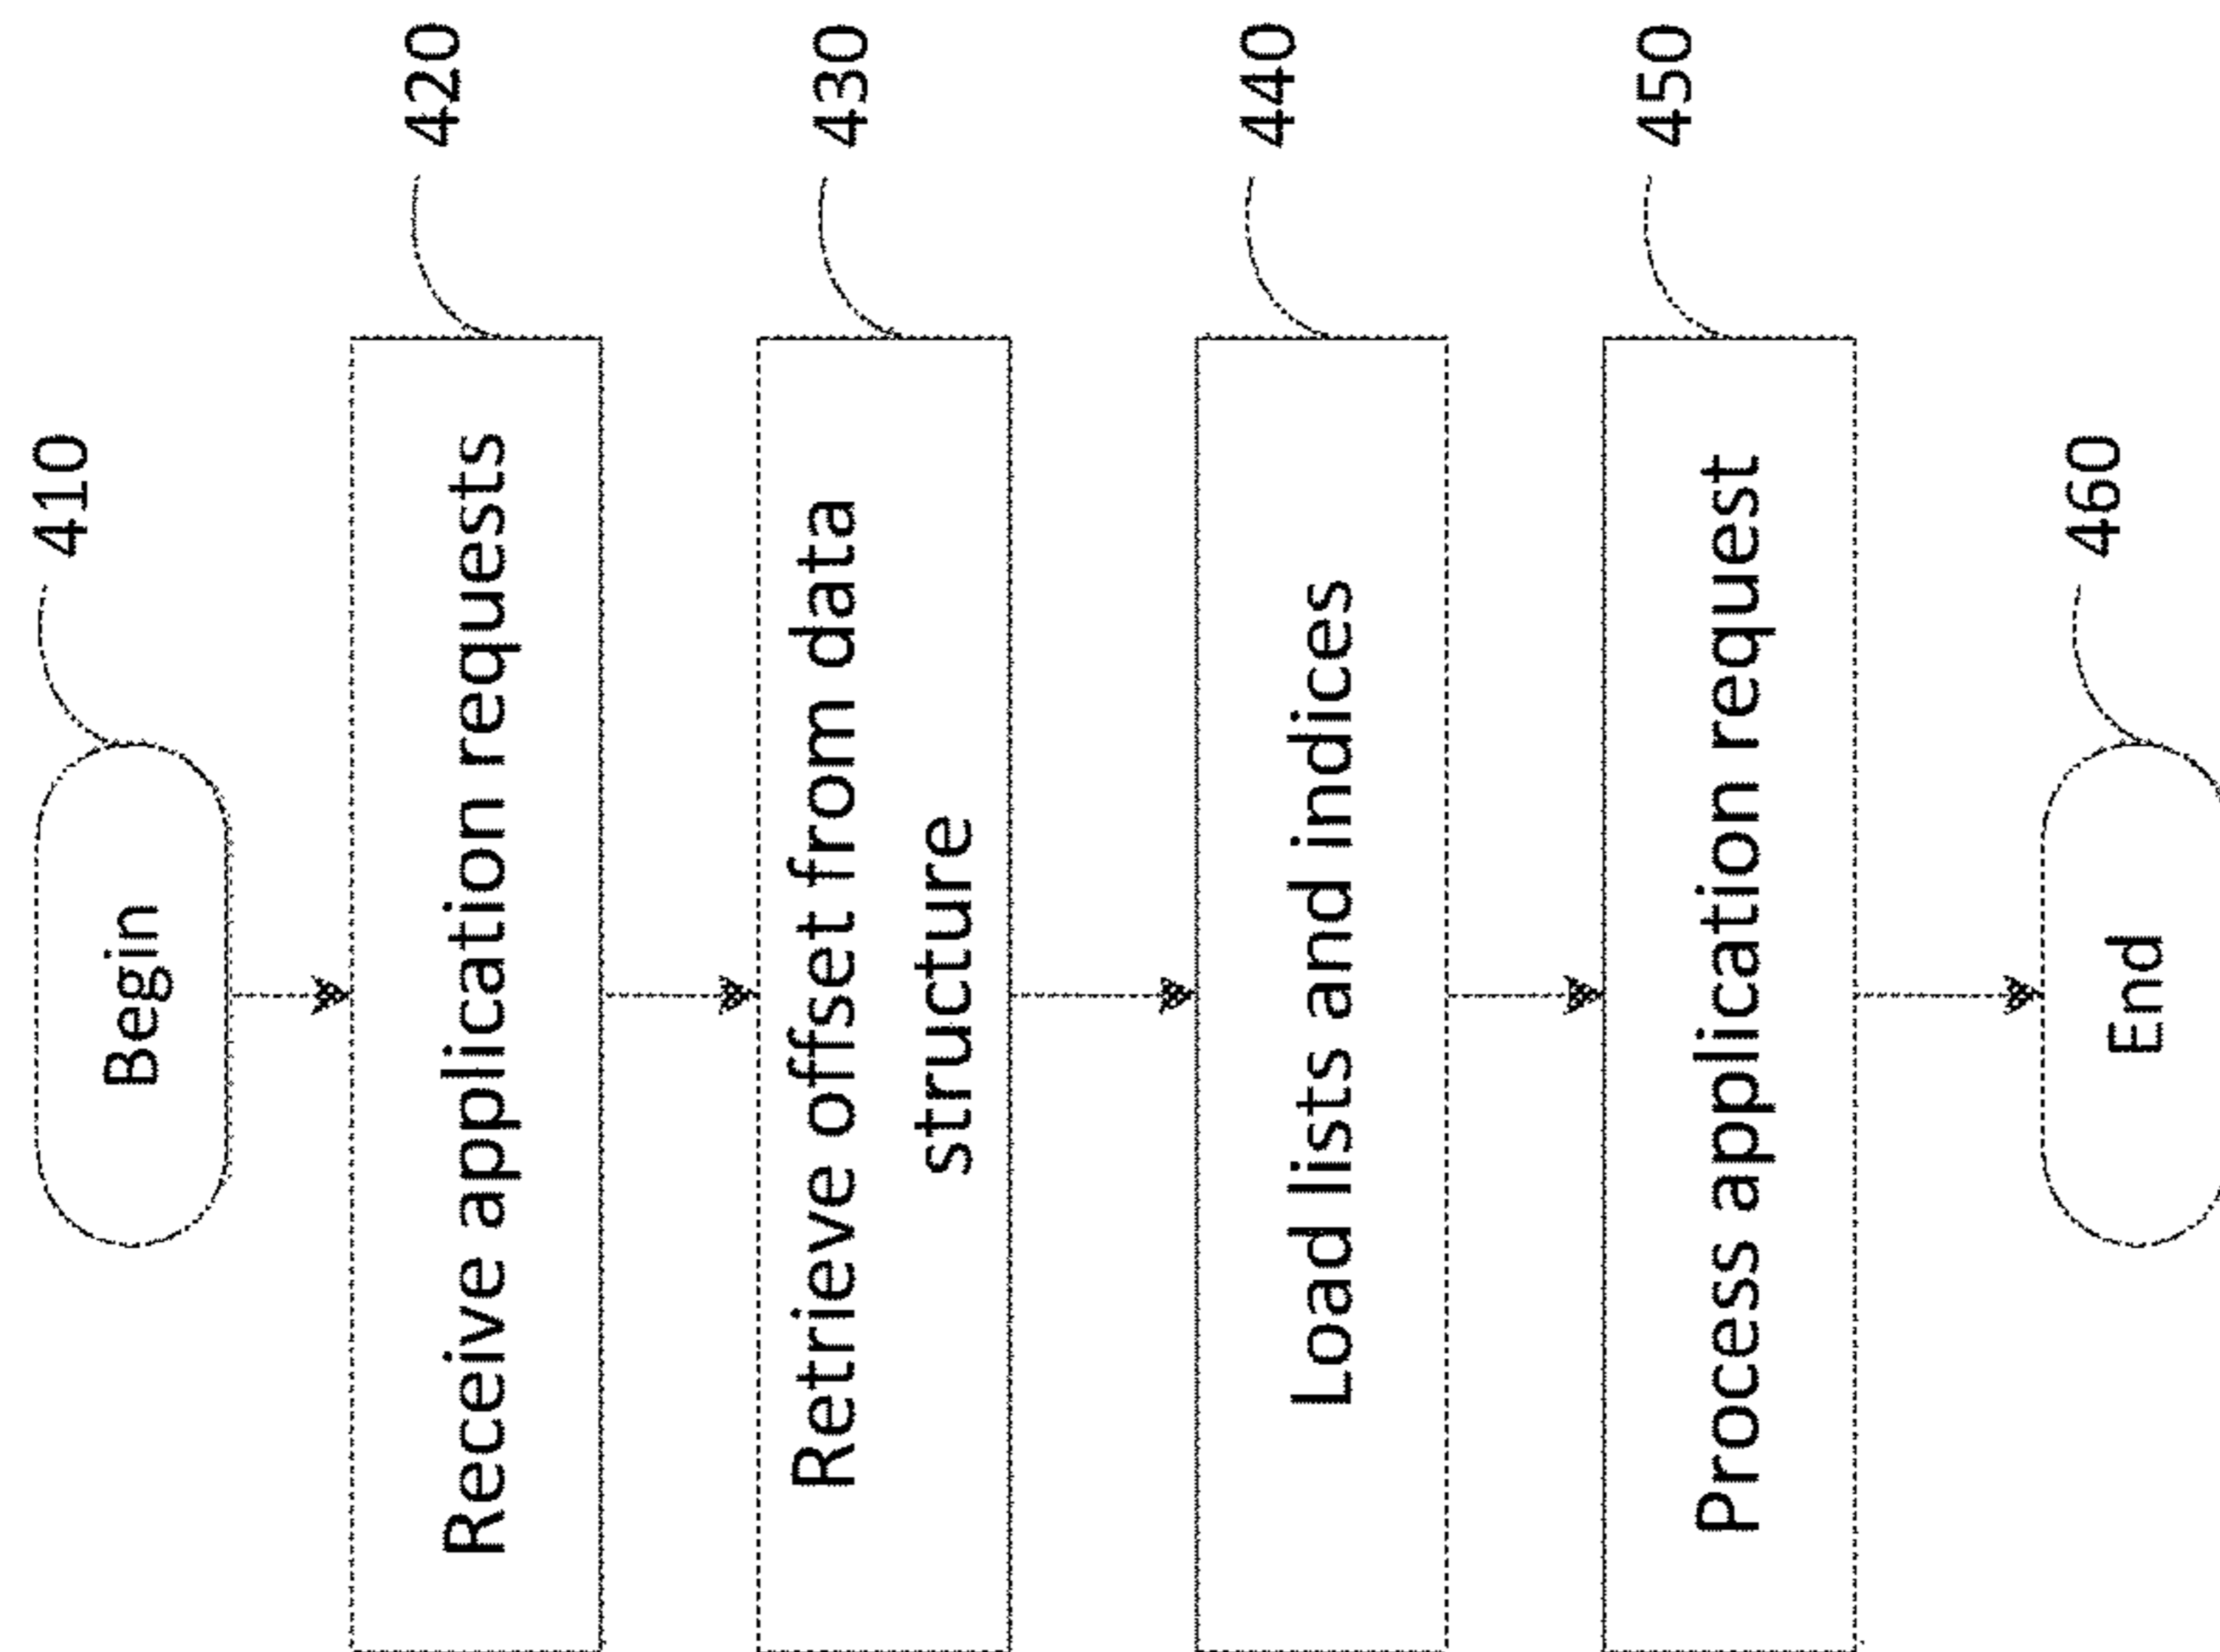 410
Begin
420
Receive application requests
430
Retrieve offset from data
structure
440
Load lists and indices
450
Process application request
460
End